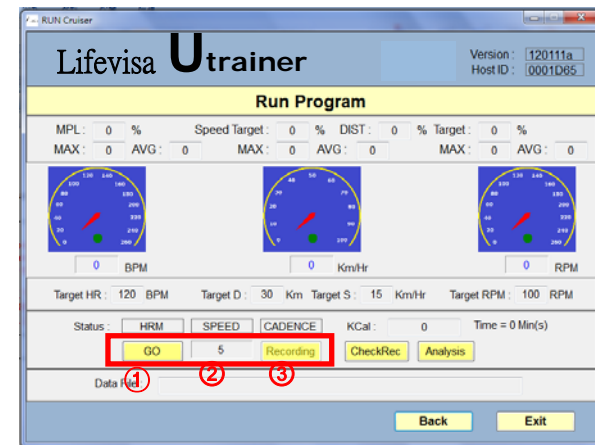 RUN Cruiser
Lifevisa Utrainer
Version : 120111a
Host ID : 0001D65
Run Program
MPL : 0 % Speed Target : 0 % DIST : 0 % Target : 0 %
MAX : 0 AVG : 0 MAX : 0 AVG : 0 MAX : 0 AVG : 0
0 BPM 0 Km/Hr 0 RPM
Target HR : 120 BPM Target D : 30 Km Target S : 15 Km/Hr Target RPM : 100 RPM
Status : HRM SPEED CADENCE KCal : 0 Time = 0 Min(s)
GO 5 Recording CheckRec Analysis
① ② ③
Data File :
Back Exit